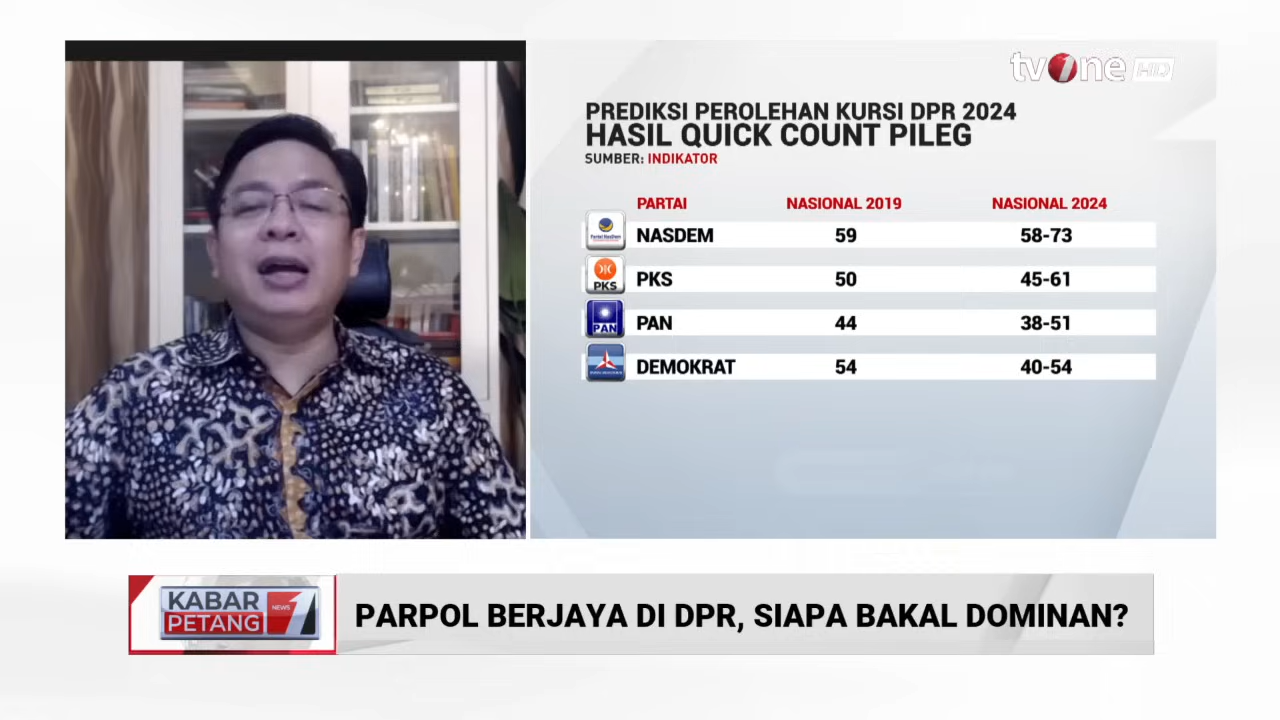 tvOne HD
PREDIKSI PEROLEHAN KURSI DPR 2024
HASIL QUICK COUNT PILEG
SUMBER: INDIKATOR
PARTAI NASIONAL 2019 NASIONAL 2024
NASDEM 59 58-73
PKS
PKS 50 45-61
PAN
PAN 44 38-51
DEMOKRAT 54 40-54
KABAR
PETANG
NEWS 1
PARPOL BERJAYA DI DPR, SIAPA BAKAL DOMINAN?